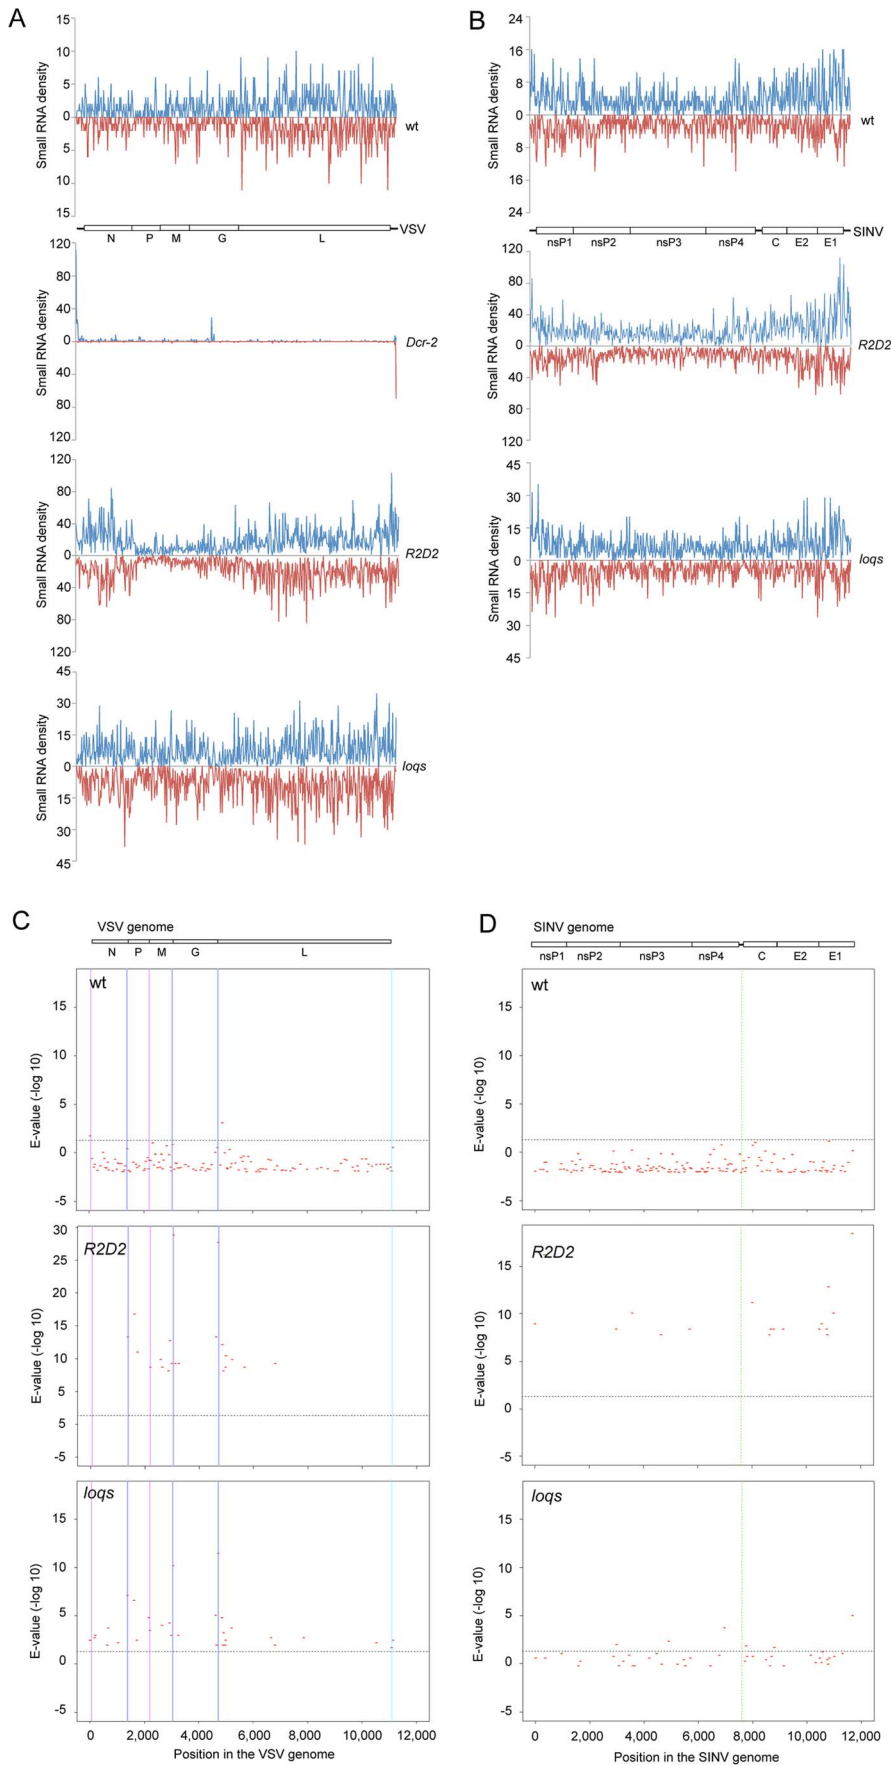 A
15
10
5
0
5
10
15
Small RNA density
wt
N P M G L
VSV
120
80
40
0
40
80
120
Small RNA density
Dcr-2
120
80
40
0
40
80
120
Small RNA density
R2D2
45
30
15
0
15
30
45
Small RNA density
loqs
B
24
16
8
0
8
16
24
Small RNA density
wt
nsP1 nsP2 nsP3 nsP4 C E2 E1
SINV
120
80
40
0
40
80
120
Small RNA density
R2D2
45
30
15
0
15
30
45
Small RNA density
loqs
C
VSV genome
N P M G L
wt
15
10
5
0
-5
E-value (-log 10)
R2D2
30
25
20
15
10
5
5
-5
E-value (-log 10)
loqs
15
10
5
0
-5
E-value (-log 10)
0 2,000 4,000 6,000 8,000 10,000 12,000
Position in the VSV genome
D
SINV genome
nsP1 nsP2 nsP3 nsP4 C E2 E1
wt
15
10
5
0
-5
E-value (-log 10)
R2D2
15
10
5
0
-5
E-value (-log 10)
loqs
15
10
5
0
-5
E-value (-log 10)
0 2,000 4,000 6,000 8,000 10,000 12,000
Position in the SINV genome